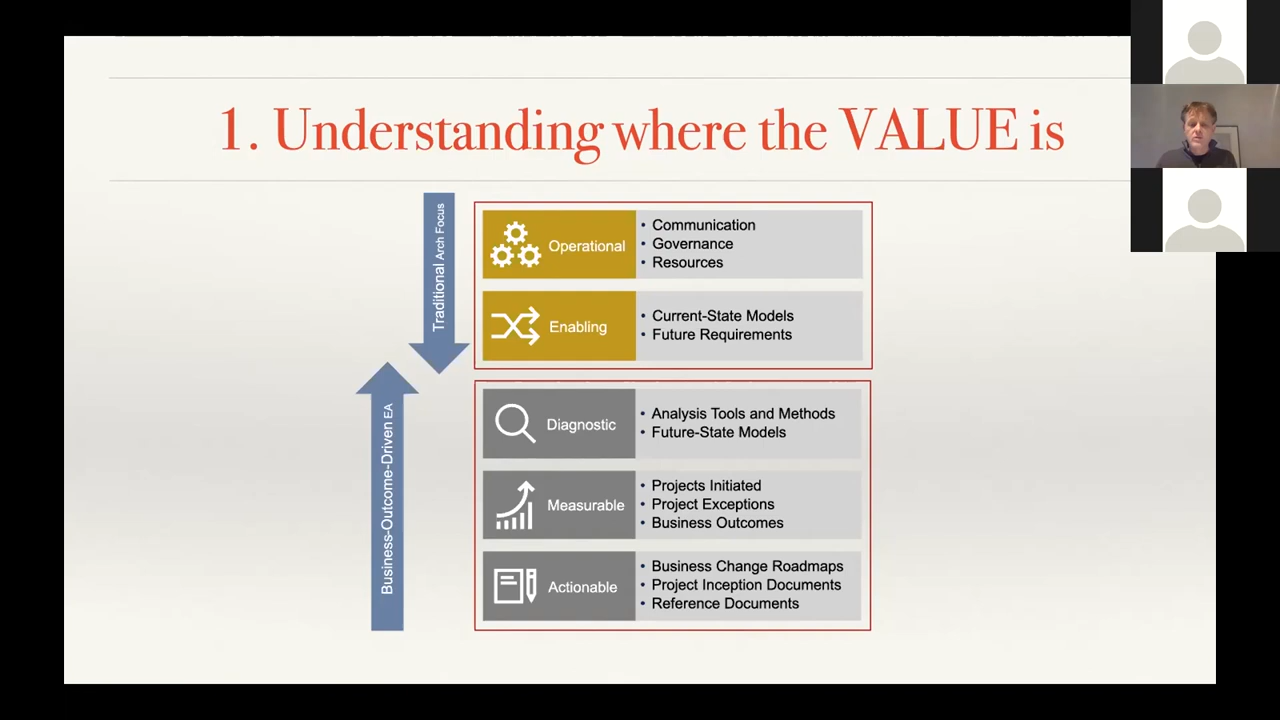 1. Understanding where the VALUE is
Traditional Arch Focus
Operational
• Communication
• Governance
• Resources
Enabling
• Current-State Models
• Future Requirements
Business-Outcome-Driven EA
Diagnostic
• Analysis Tools and Methods
• Future-State Models
Measurable
• Projects Initiated
• Project Exceptions
• Business Outcomes
Actionable
• Business Change Roadmaps
• Project Inception Documents
• Reference Documents